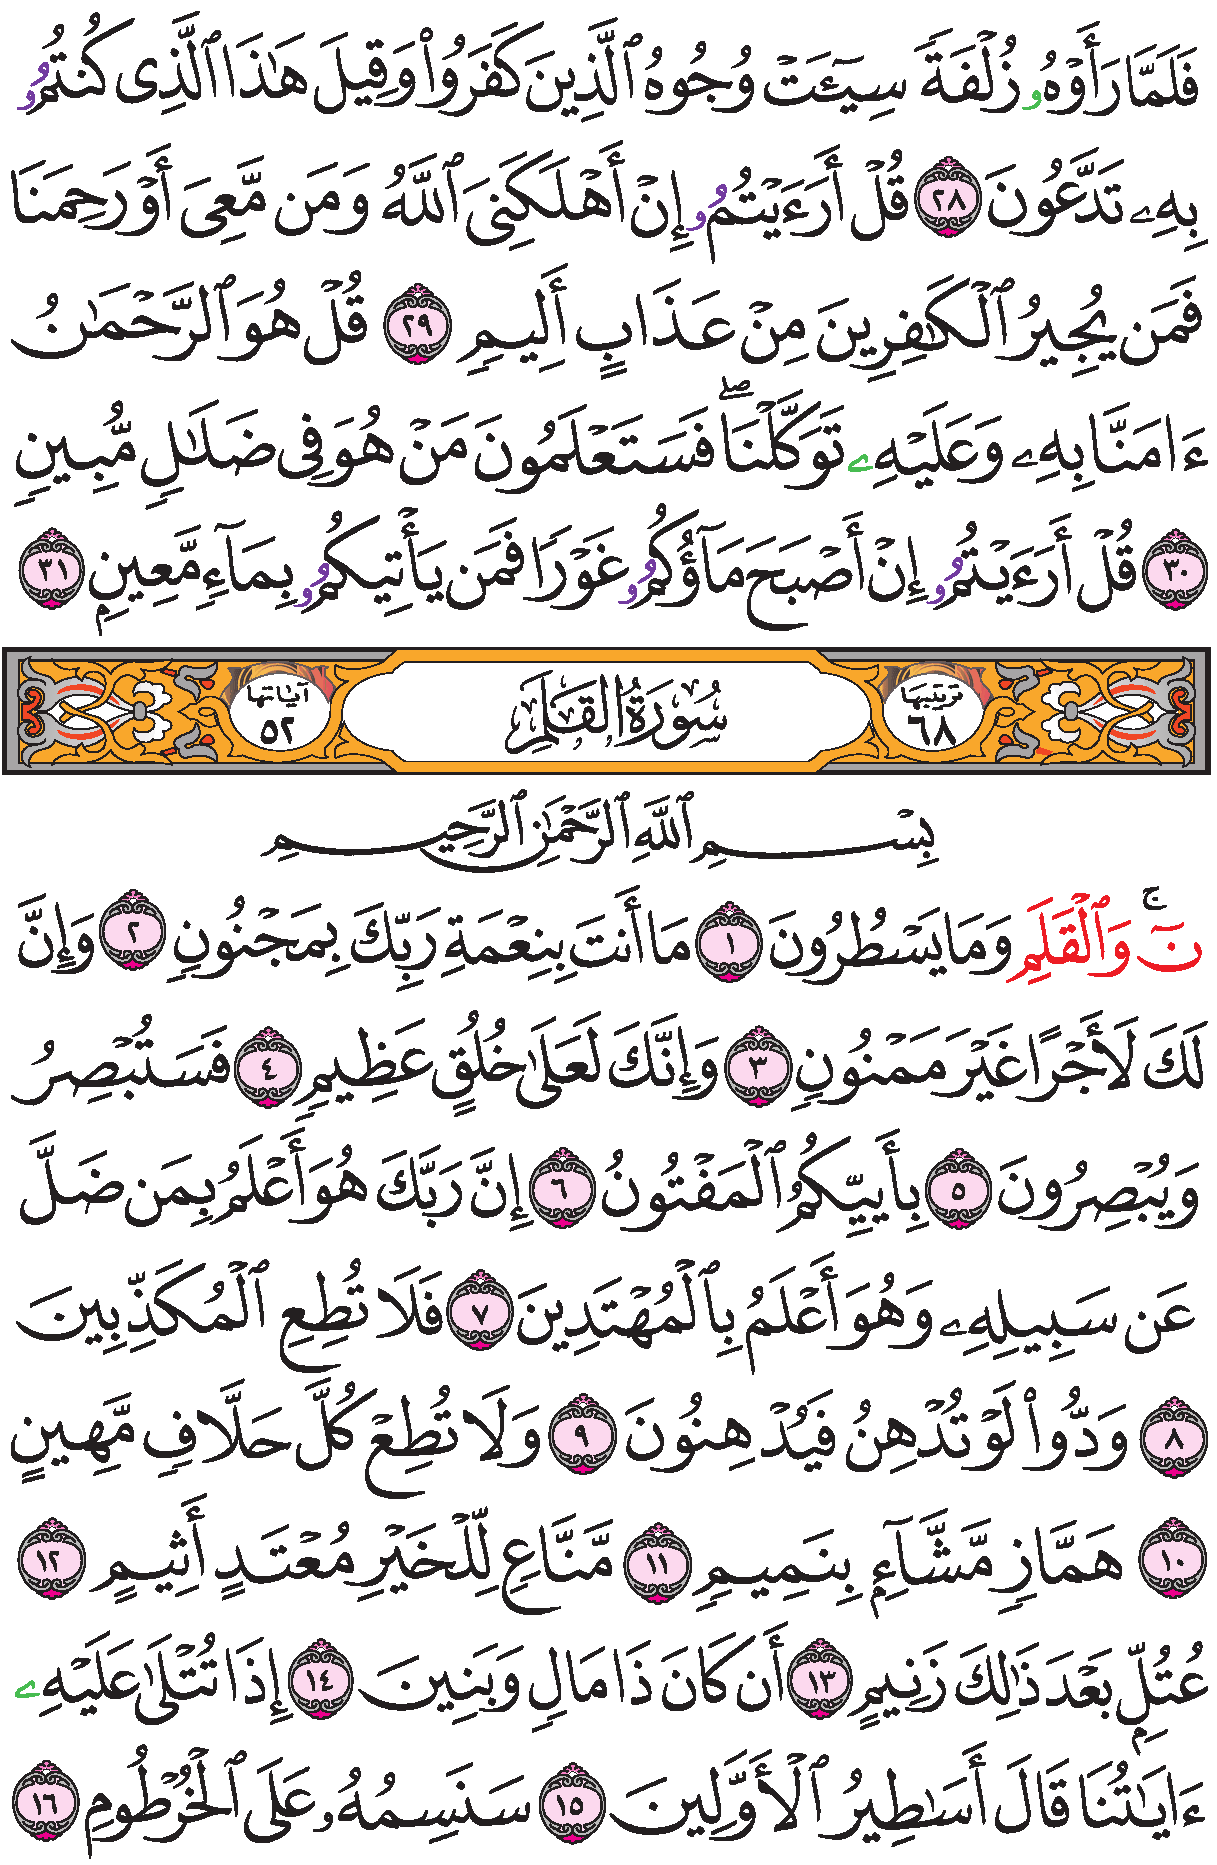 فَلَمَّا رَأَوْهُۥ زُلْفَةً سِيٓـَٔتْ وُجُوهُ ٱلَّذِينَ كَفَرُواْ وَقِيلَ هَٰذَا ٱلَّذِى كُنتُمُۥ
بِهِۦ تَدَّعُونَ ٢٨ قُلْ أَرَءَيْتُمُۥ إِنْ أَهْلَكَنِىَ ٱللَّهُ وَمَن مَّعِىَ أَوْ رَحِمَنَا
فَمَن يُجِيرُ ٱلْكَٰفِرِينَ مِنْ عَذَابٍ أَلِيمٍ ٢٩ قُلْ هُوَ ٱلرَّحْمَٰنُ
ءَامَنَّا بِهِۦ وَعَلَيْهِۦ تَوَكَّلْنَا ۖ فَسَتَعْلَمُونَ مَنْ هُوَ فِى ضَلَٰلٍ مُّبِينٍ
٣٠ قُلْ أَرَءَيْتُمُۥ إِنْ أَصْبَحَ مَآؤُكُمُۥ غَوْرًا فَمَن يَأْتِيكُمُۥ بِمَآءٍ مَّعِينٍۭ ٣١
ترتيبها ٦٨ سُورَةُ القَلَمِ آياتها ٥٢
بِسْمِ ٱللَّهِ ٱلرَّحْمَٰنِ ٱلرَّحِيمِ
نٓ ۚ وَٱلْقَلَمِ وَمَا يَسْطُرُونَ ١ مَا أَنتَ بِنِعْمَةِ رَبِّكَ بِمَجْنُونٍ ٢ وَإِنَّ
لَكَ لَأَجْرًا غَيْرَ مَمْنُونٍ ٣ وَإِنَّكَ لَعَلَىٰ خُلُقٍ عَظِيمٍ ٤ فَسَتُبْصِرُ
وَيُبْصِرُونَ ٥ بِأَييِّكُمُ ٱلْمَفْتُونُ ٦ إِنَّ رَبَّكَ هُوَ أَعْلَمُ بِمَن ضَلَّ
عَن سَبِيلِهِۦ وَهُوَ أَعْلَمُ بِٱلْمُهْتَدِينَ ٧ فَلَا تُطِعِ ٱلْمُكَذِّبِينَ
٨ وَدُّواْ لَوْ تُدْهِنُ فَيُدْهِنُونَ ٩ وَلَا تُطِعْ كُلَّ حَلَّافٍ مَّهِينٍ
١٠ هَمَّازٍ مَّشَّآءٍۭ بِنَمِيمٍ ١١ مَّنَّاعٍ لِّلْخَيْرِ مُعْتَدٍ أَثِيمٍ ١٢
عُتُلٍّۭ بَعْدَ ذَٰلِكَ زَنِيمٍ ١٣ أَن كَانَ ذَا مَالٍ وَبَنِينَ ١٤ إِذَا تُتْلَىٰ عَلَيْهِۦ
ءَايَٰتُنَا قَالَ أَسَٰطِيرُ ٱلْأَوَّلِينَ ١٥ سَنَسِمُهُۥ عَلَى ٱلْخُرْطُومِ ١٦